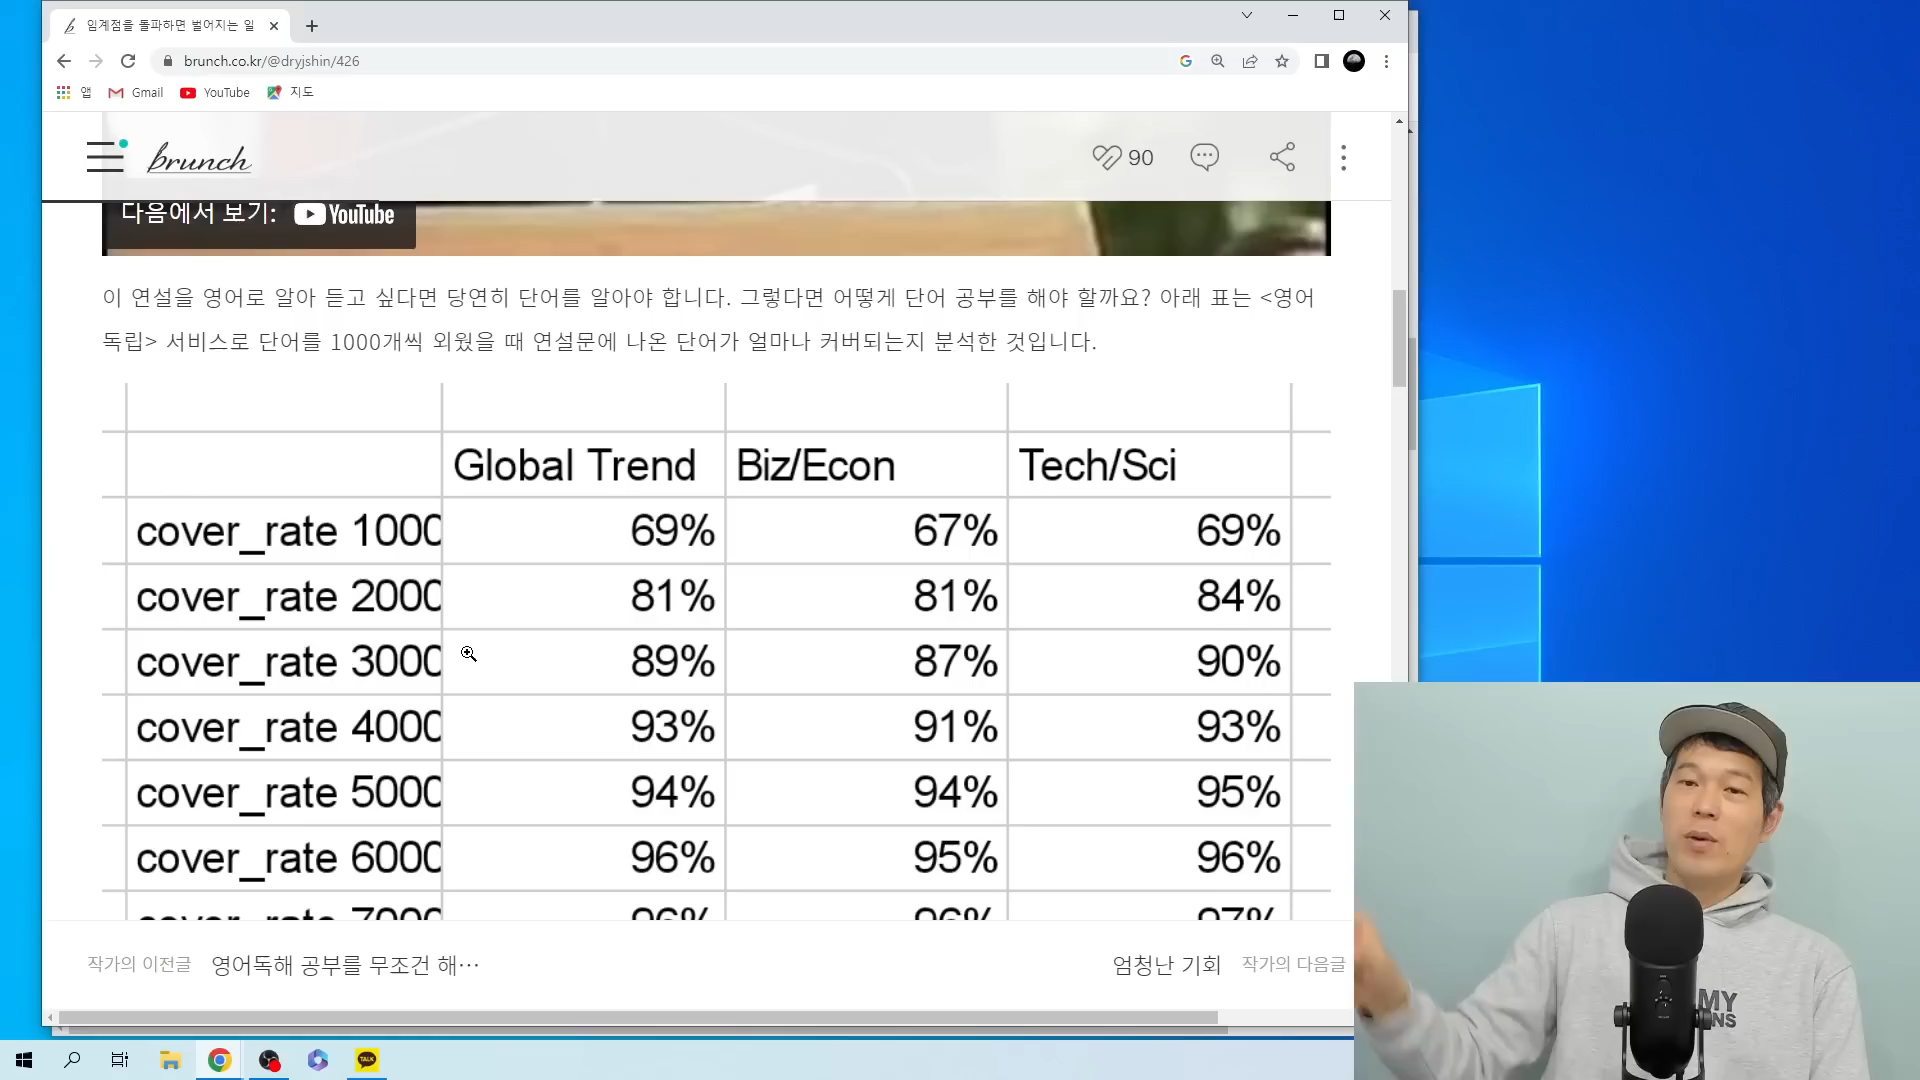 임계점을 돌파하면 벌어지는 일
brunch.co.kr/@dryjshin/426
앱 Gmail YouTube 지도
brunch 90
다음에서 보기: YouTube
이 연설을 영어로 알아 듣고 싶다면 당연히 단어를 알아야 합니다. 그렇다면 어떻게 단어 공부를 해야 할까요? 아래 표는 <영어
독립> 서비스로 단어를 1000개씩 외웠을 때 연설문에 나온 단어가 얼마나 커버되는지 분석한 것입니다.
Global Trend Biz/Econ Tech/Sci
cover_rate 1000 69% 67% 69%
cover_rate 2000 81% 81% 84%
cover_rate 3000 89% 87% 90%
cover_rate 4000 93% 91% 93%
cover_rate 5000 94% 94% 95%
cover_rate 6000 96% 95% 96%
cover_rate 7000 96% 96% 97%
작가의 이전글 영어독해 공부를 무조건 해… 엄청난 기회 작가의 다음글
TALK
MY
NS